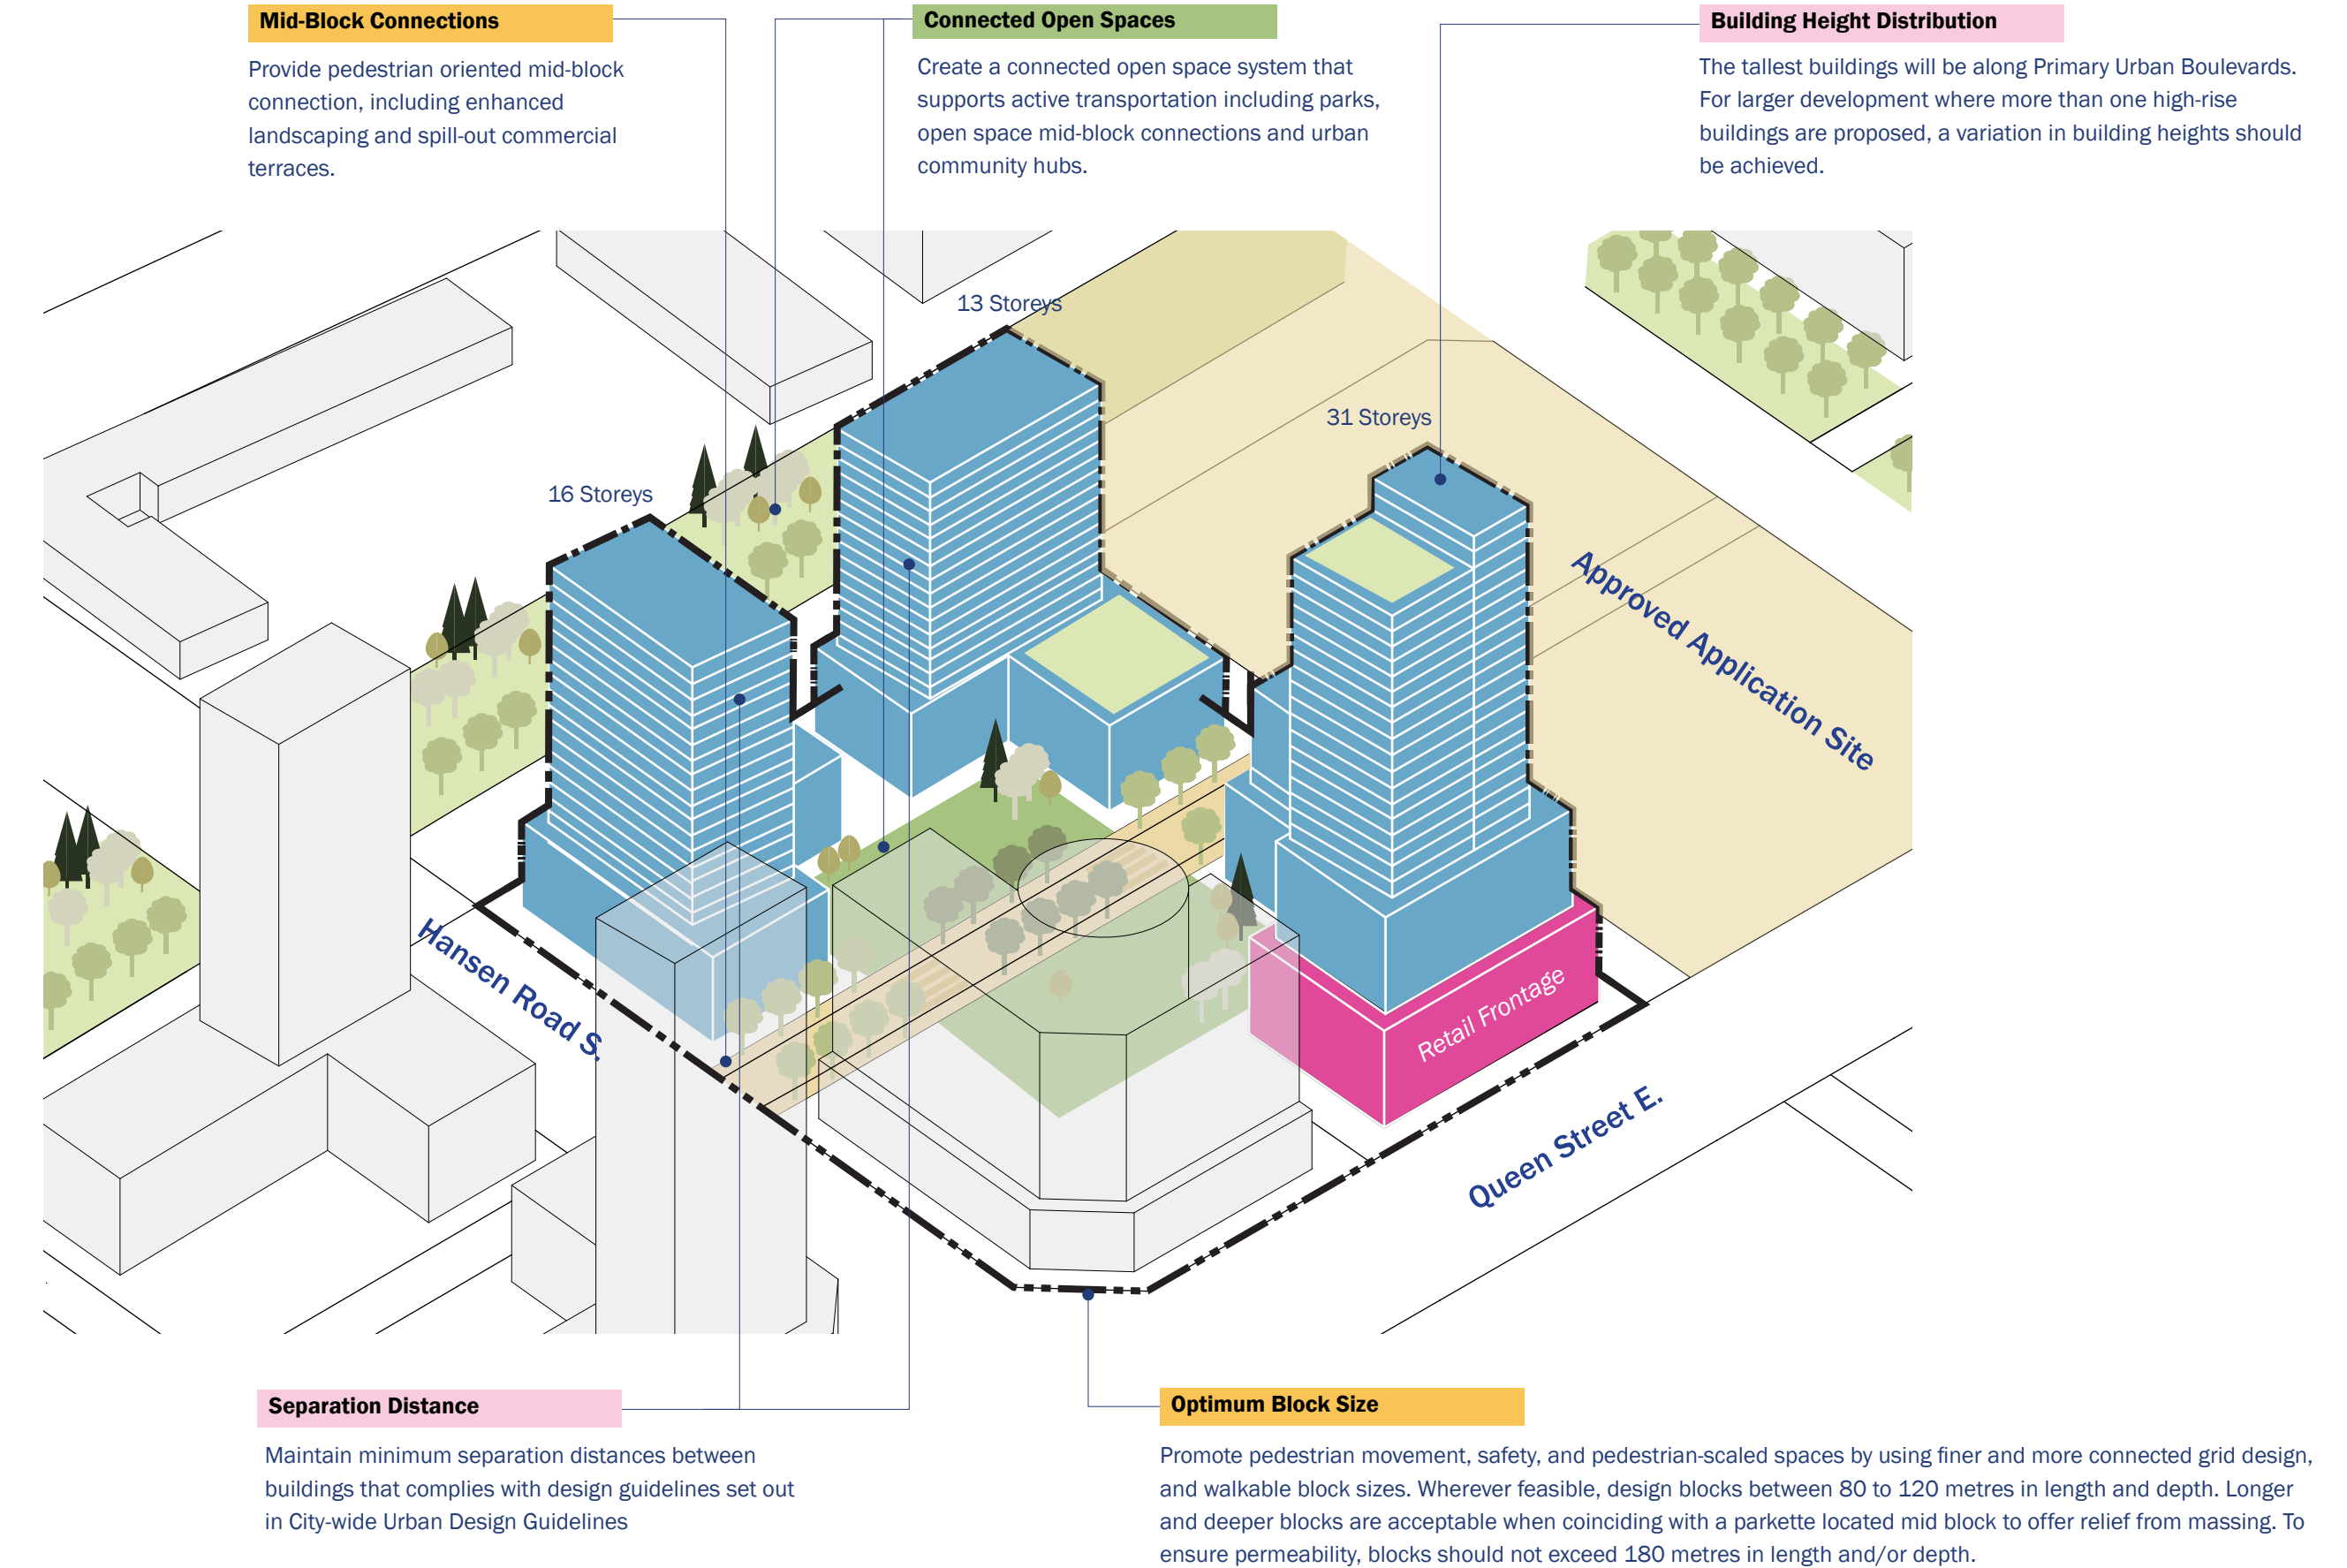 Mid-Block Connections
Provide pedestrian oriented mid-block
connection, including enhanced
landscaping and spill-out commercial
terraces.
Connected Open Spaces
Create a connected open space system that
supports active transportation including parks,
open space mid-block connections and urban
community hubs.
Building Height Distribution
The tallest buildings will be along Primary Urban Boulevards.
For larger development where more than one high-rise
buildings are proposed, a variation in building heights should
be achieved.
13 Storeys
31 Storeys
16 Storeys
Approved Application Site
Hansen Road S.
Retail Frontage
Queen Street E.
Separation Distance
Maintain minimum separation distances between
buildings that complies with design guidelines set out
in City-wide Urban Design Guidelines
Optimum Block Size
Promote pedestrian movement, safety, and pedestrian-scaled spaces by using finer and more connected grid design,
and walkable block sizes. Wherever feasible, design blocks between 80 to 120 metres in length and depth. Longer
and deeper blocks are acceptable when coinciding with a parkette located mid block to offer relief from massing. To
ensure permeability, blocks should not exceed 180 metres in length and/or depth.